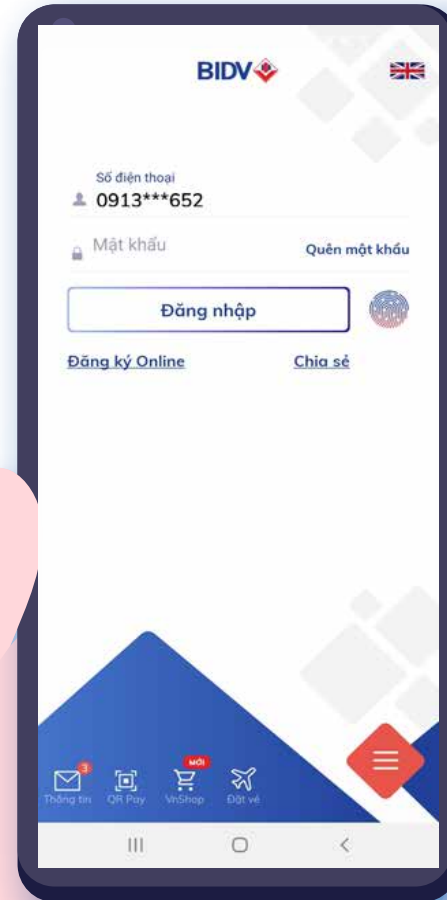 BIDV
Số điện thoại
0913***652
Mật khẩu
Quên mật khẩu
Đăng nhập
Đăng ký Online
Chia sẻ
3
MỚI
Thông tin
QR Pay
VnShop
Đặt vé